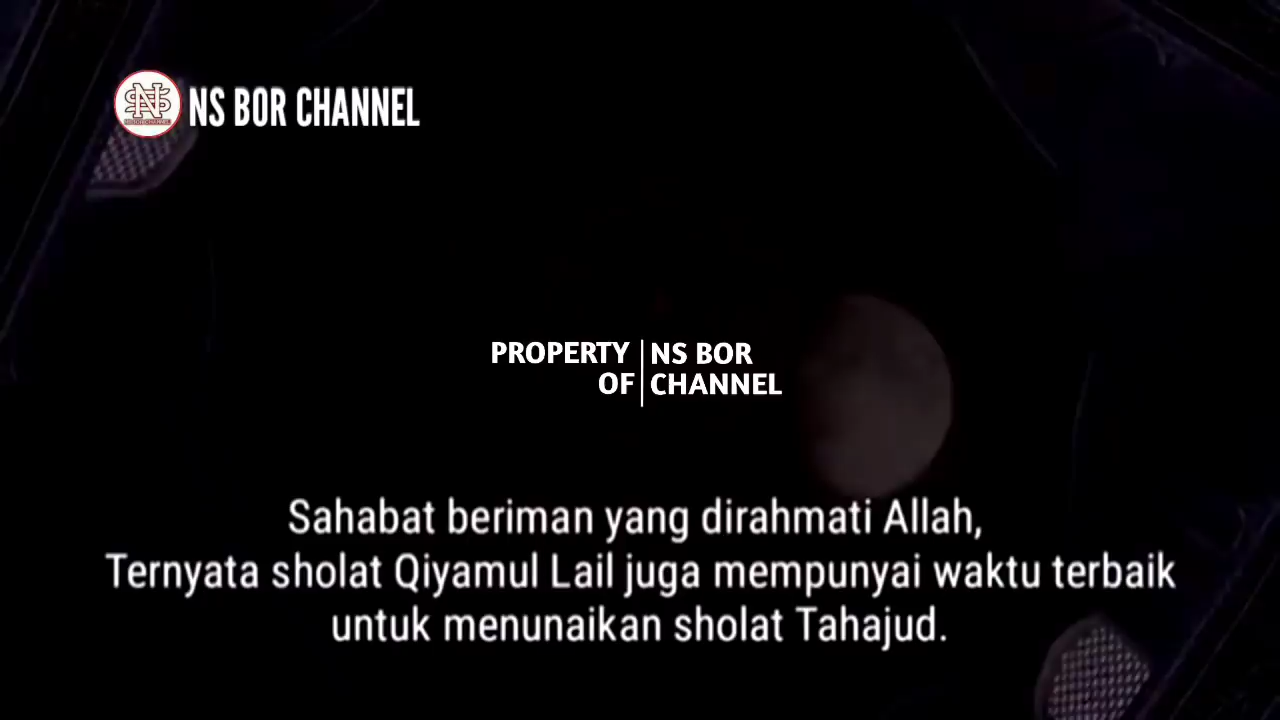 NS BOR CHANNEL
PROPERTY OF
NS BOR CHANNEL
Sahabat beriman yang dirahmati Allah,
Ternyata sholat Qiyamul Lail juga mempunyai waktu terbaik
untuk menunaikan sholat Tahajud.